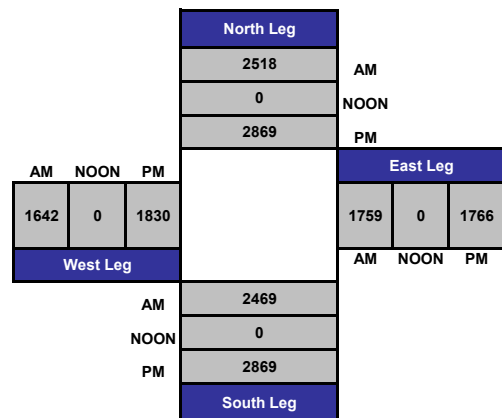 North Leg
2518 AM
0 NOON
2869 PM
AM NOON PM
East Leg
1642 0 1830
1759 0 1766
West Leg
AM NOON PM
AM 2469
NOON 0
PM 2869
South Leg